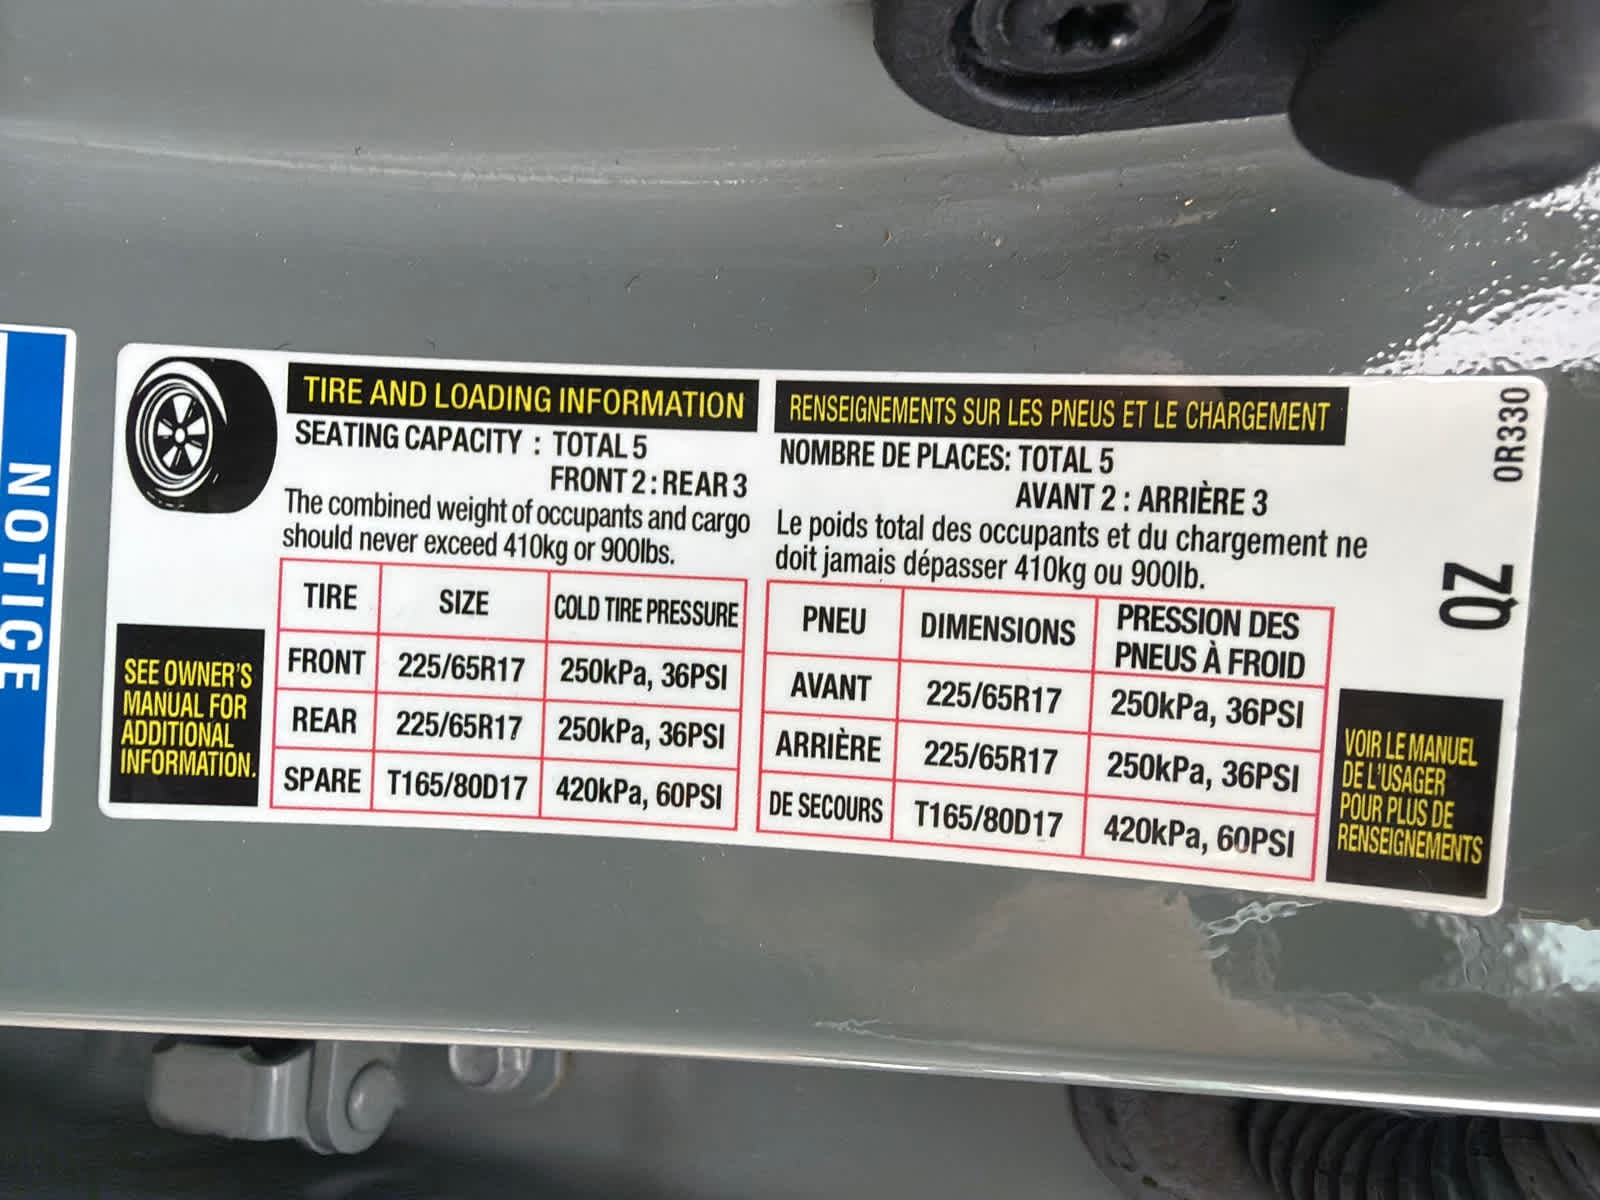 NOTICE
TIRE AND LOADING INFORMATION
SEATING CAPACITY : TOTAL 5
FRONT 2 : REAR 3
The combined weight of occupants and cargo
should never exceed 410kg or 900lbs.
TIRE SIZE COLD TIRE PRESSURE
FRONT 225/65R17 250kPa, 36PSI
REAR 225/65R17 250kPa, 36PSI
SPARE T165/80D17 420kPa, 60PSI
SEE OWNER'S
MANUAL FOR
ADDITIONAL
INFORMATION.
RENSEIGNEMENTS SUR LES PNEUS ET LE CHARGEMENT
NOMBRE DE PLACES: TOTAL 5
AVANT 2 : ARRIÈRE 3
Le poids total des occupants et du chargement ne
doit jamais dépasser 410kg ou 900lb.
PNEU DIMENSIONS PRESSION DES
PNEUS À FROID
AVANT 225/65R17 250kPa, 36PSI
ARRIÈRE 225/65R17 250kPa, 36PSI
DE SECOURS T165/80D17 420kPa, 60PSI
VOIR LE MANUEL
DE L'USAGER
POUR PLUS DE
RENSEIGNEMENTS
0R330
QZ